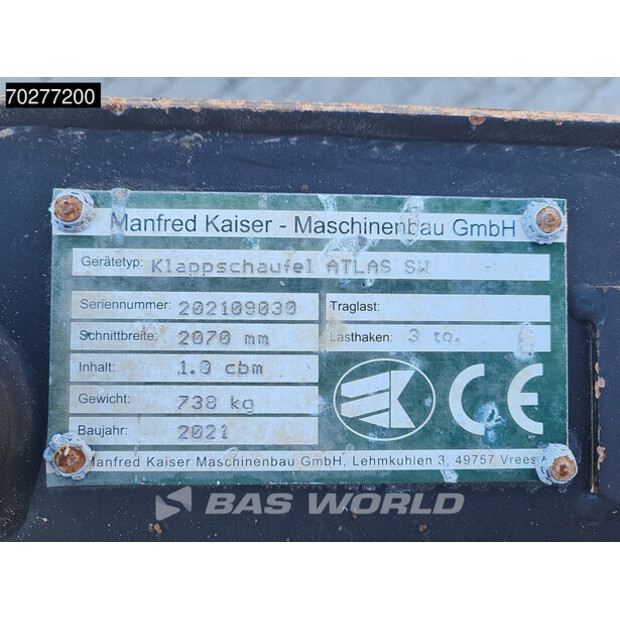 70277200
Manfred Kaiser - Maschinenbau GmbH
Gerätetyp: Klappschaufel ATLAS SW
Seriennummer: 202109030
Traglast:
Schnittbreite: 2070 mm
Lasthaken: 3 to.
Inhalt: 1.0 cbm
Gewicht: 738 kg
Baujahr: 2021
CE
Manfred Kaiser Maschinenbau GmbH, Lehmkuhlen 3, 49757 Vrees
BAS WORLD